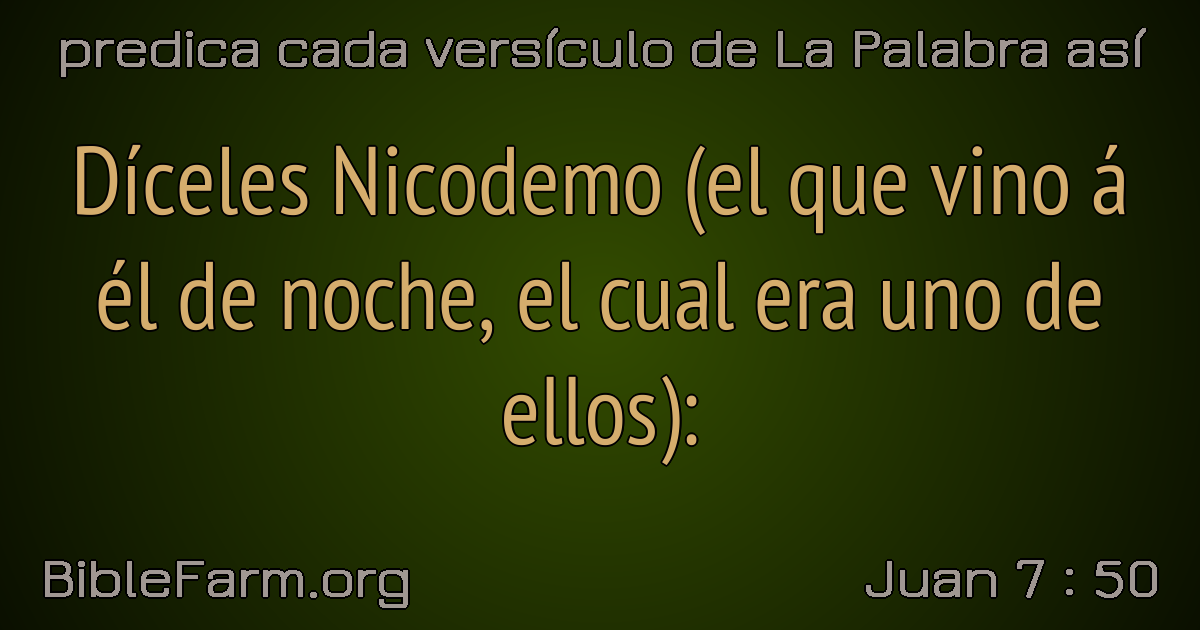 predica cada versículo de La Palabra así
Díceles Nicodemo (el que vino á
él de noche, el cual era uno de
ellos):
BibleFarm.org
Juan 7 : 50